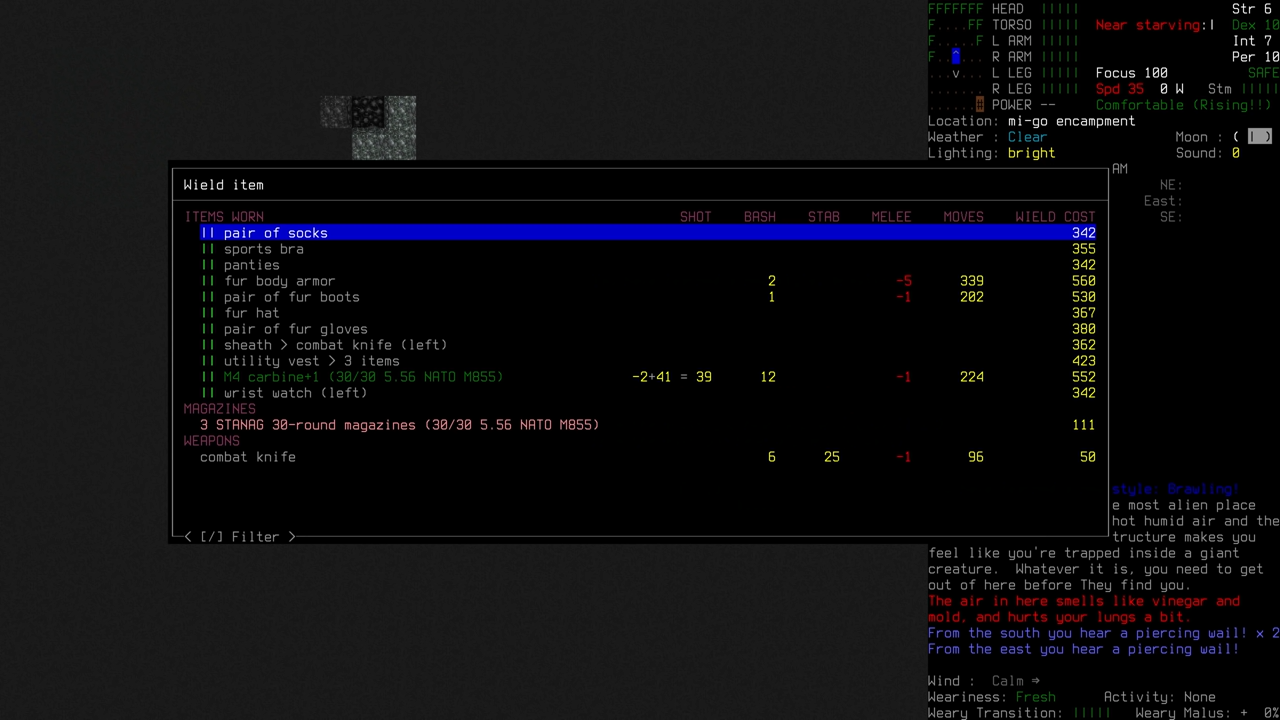 FFFFFFF HEAD ||||| Str 6
F....FF TORSO ||||| Near starving:| Dex 10
F.....F L ARM ||||| Int 7
F..^... R ARM ||||| Per 10
...v... L LEG ||||| Focus 100 SAFE
....... R LEG ||||| Spd 35 0 W Stm |||||
......# POWER -- Comfortable (Rising!!)
Location: mi-go encampment
Weather : Clear Moon : ( | )
Lighting: bright Sound: 0
AM
NE:
East:
SE:
Wield item
ITEMS WORN SHOT BASH STAB MELEE MOVES WIELD COST
|| pair of socks 342
|| sports bra 355
|| panties 342
|| fur body armor 2 -5 339 560
|| pair of fur boots 1 -1 202 530
|| fur hat 367
|| pair of fur gloves 380
|| sheath > combat knife (left) 362
|| utility vest > 3 items 423
|| M4 carbine+1 (30/30 5.56 NATO M855) -2+41 = 39 12 -1 224 552
|| wrist watch (left) 342
MAGAZINES
3 STANAG 30-round magazines (30/30 5.56 NATO M855) 111
WEAPONS
combat knife 6 25 -1 96 50
< [/] Filter >
style: Brawling!
e most alien place
hot humid air and the
tructure makes you
feel like you're trapped inside a giant
creature. Whatever it is, you need to get
out of here before They find you.
The air in here smells like vinegar and
mold, and hurts your lungs a bit.
From the south you hear a piercing wail! x 2
From the east you hear a piercing wail!
Wind : Calm ⇒
Weariness: Fresh Activity: None
Weary Transition: ||||| Weary Malus: + 0%